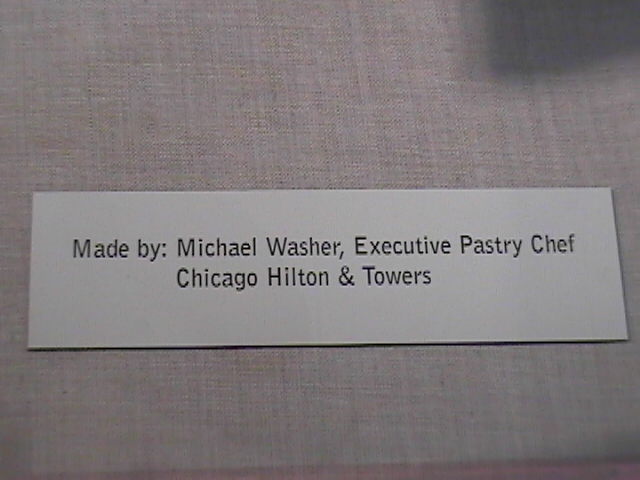 Made by: Michael Washer, Executive Pastry Chef
Chicago Hilton & Towers